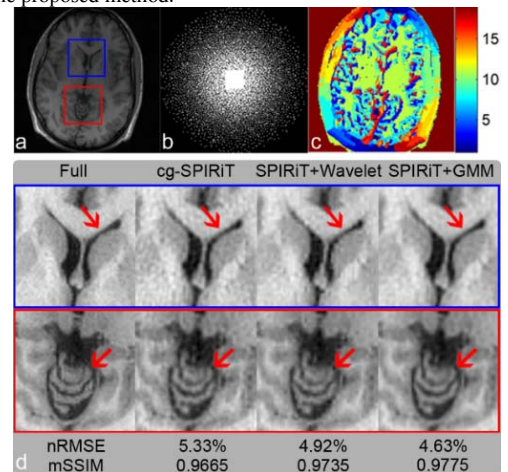 he proposed method.
a
b
c
15
10
5
Full cg-SPIRiT SPIRiT+Wavelet SPIRiT+GMM
d
nRMSE 5.33% 4.92% 4.63%
mSSIM 0.9665 0.9735 0.9775